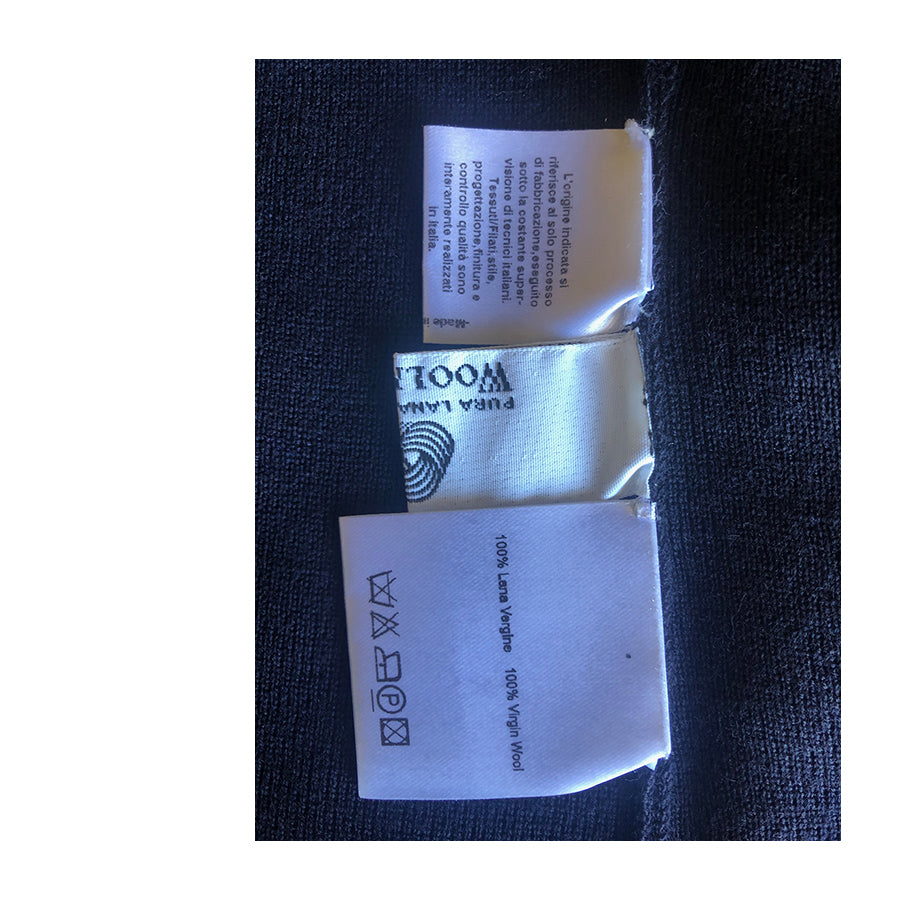 L'origine indicata si
riferisce al solo processo
di fabbricazione,eseguito
sotto la costante super-
visione di tecnici italiani.
Tessuti/Filati,stile,
progettazione,finitura e
controllo qualità sono
interamente realizzati
in italia.
Made in
WOOL
PURA LANA
100% Lana Vergine 100% Virgin Wool
P